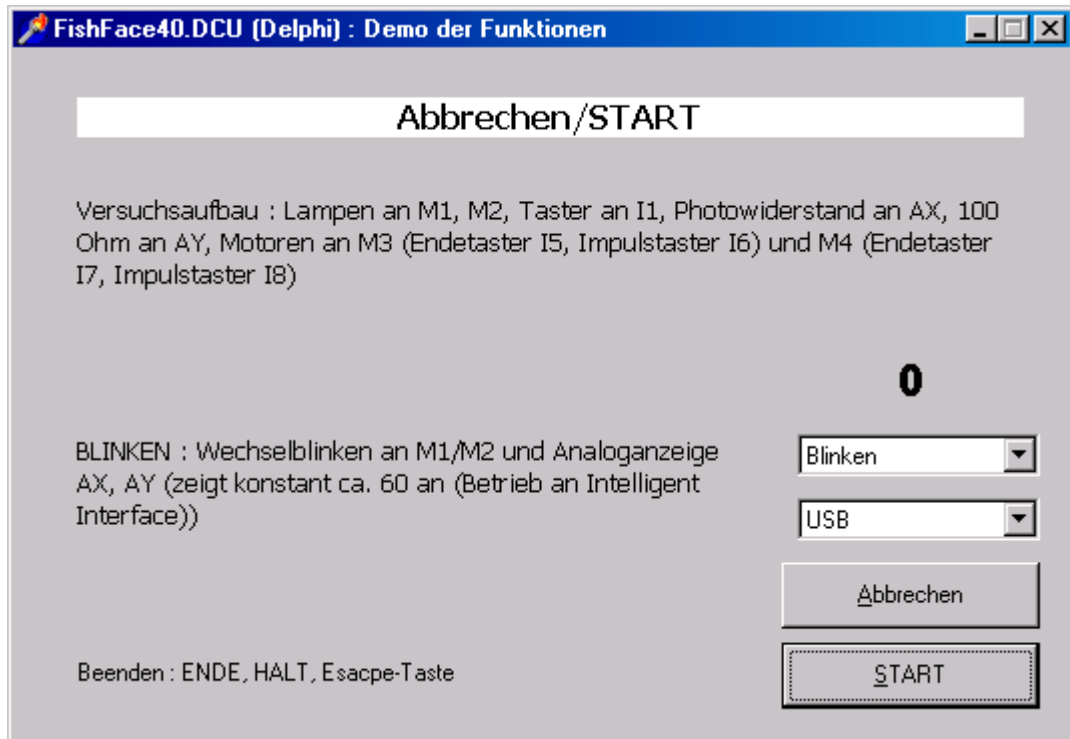 FishFace40.DCU (Delphi) : Demo der Funktionen
Abbrechen/START
Versuchsaufbau : Lampen an M1, M2, Taster an I1, Photowiderstand an AX, 100
Ohm an AY, Motoren an M3 (Endetaster I5, Impulstaster I6) und M4 (Endetaster
I7, Impulstaster I8)
0
BLINKEN : Wechselblinken an M1/M2 und Analoganzeige
AX, AY (zeigt konstant ca. 60 an (Betrieb an Intelligent
Interface))
Blinken
USB
Abbrechen
Beenden : ENDE, HALT, Esacpe-Taste
START